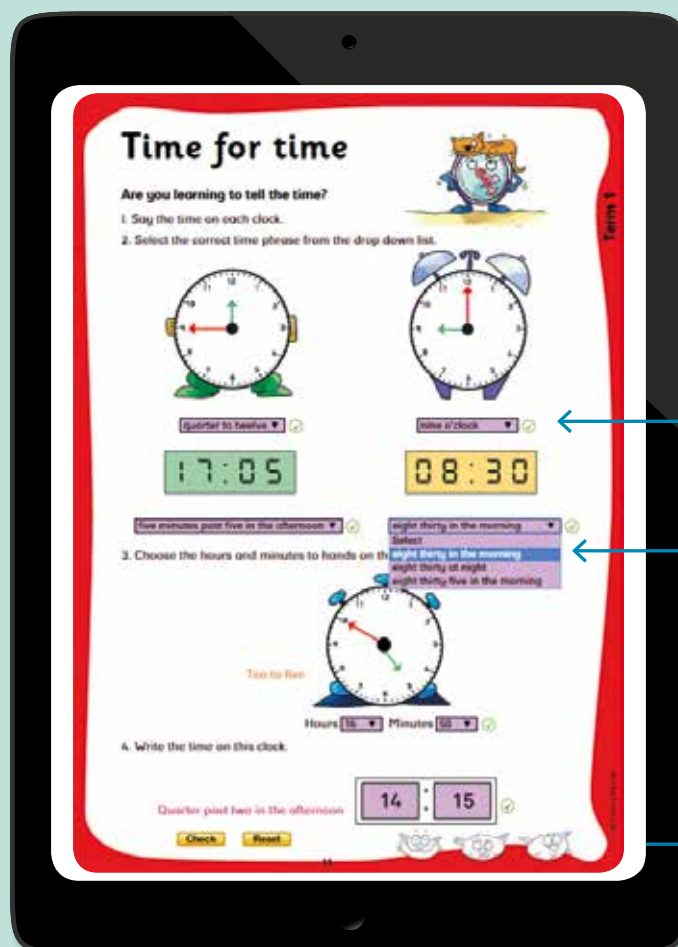 Time for time
Are you learning to tell the time?
1. Say the time on each clock.
Term 1
2. Select the correct time phrase from the drop down list.
quarter to twelve
nine o'clock
17:05
08:30
five minutes past five in the afternoon
eight thirty in the morning
Select
3. Choose the hours and minutes to hands on th
eight thirty in the morning
eight thirty at night
eight thirty five in the morning
Ten to five
Hours 16 Minutes 50
4. Write the time on this clock.
Quarter past two in the afternoon
14 : 15
Check Reset
11